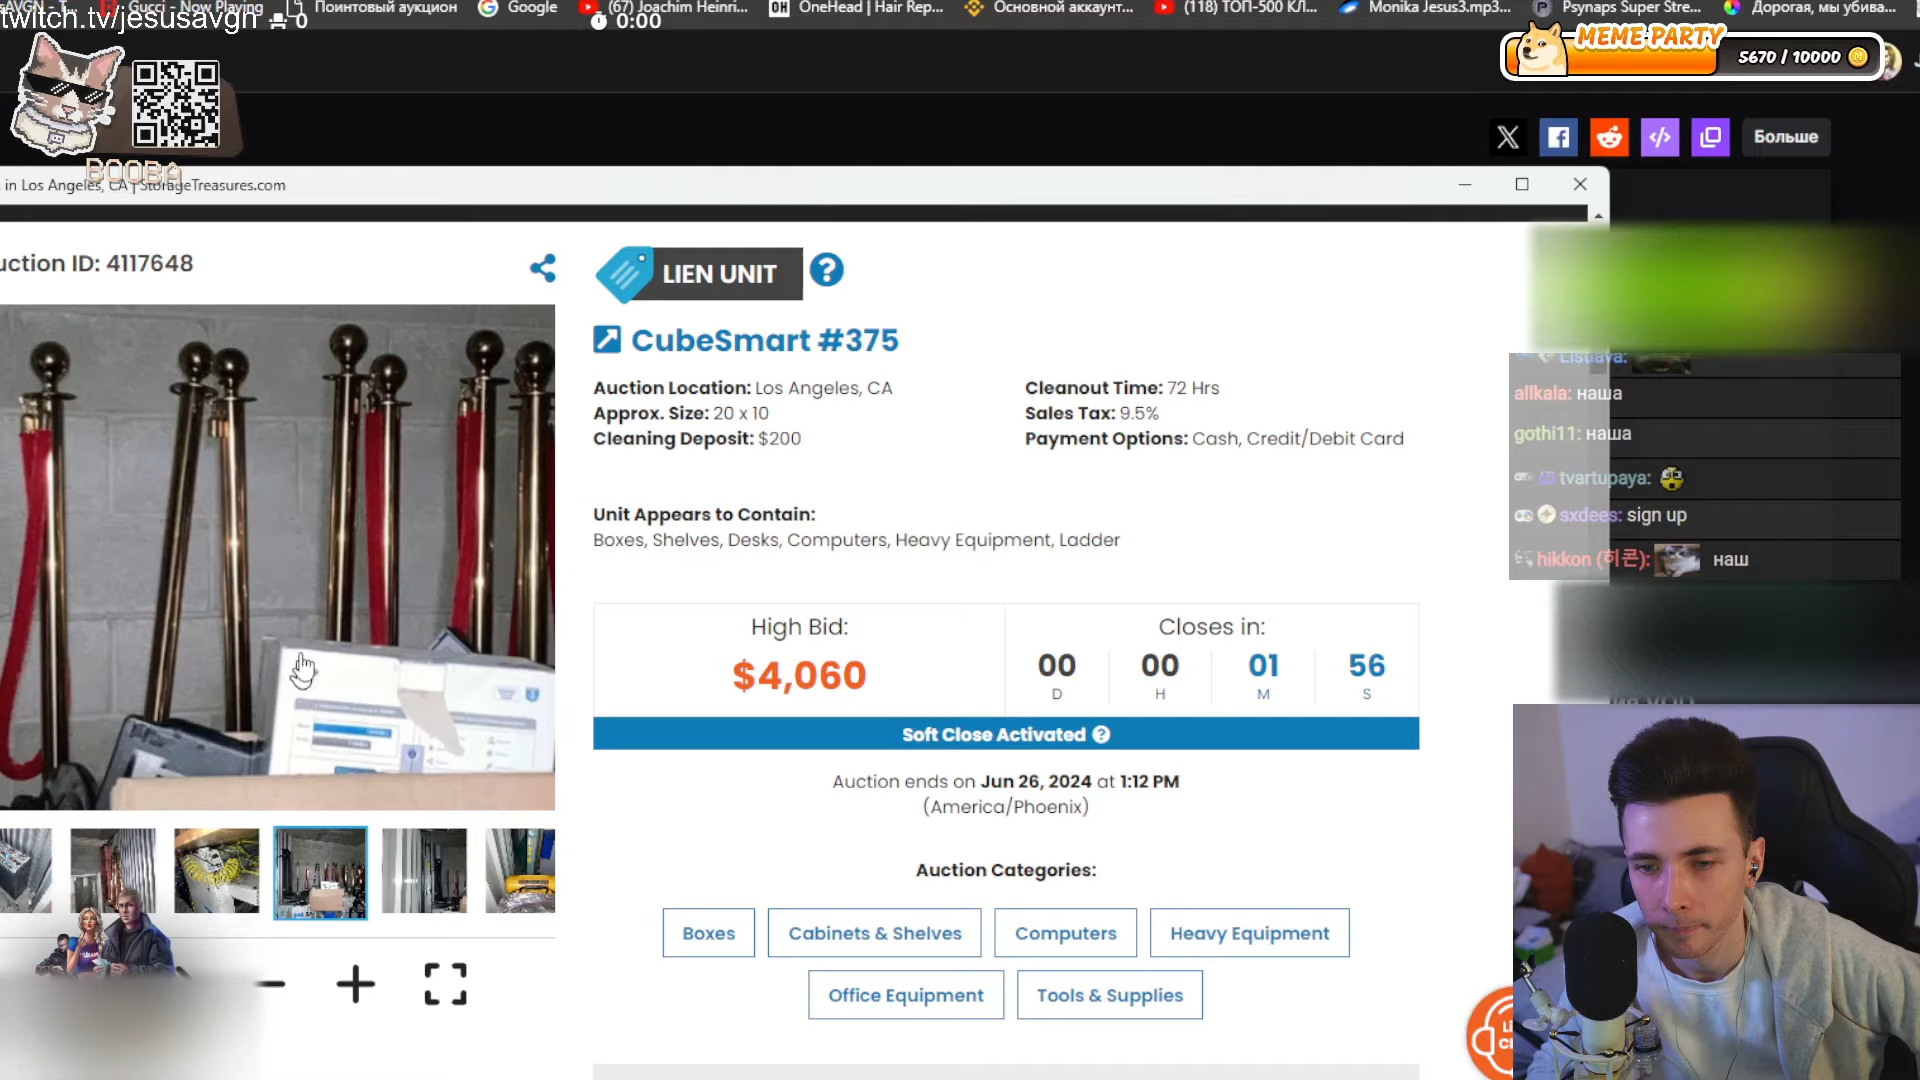 Now Playing
Поинтовый аукцион
Google
(67) Joachim Heinri...
OneHead | Hair Rep...
Основной аккаунт...
(118) ТОП-500 КЛ...
Monika Jesus3.mp3...
Psynaps Super Stre...
Дорогая, мы убива...
twitch.tv/jesusavgn
0
0:00
MEME PARTY
5670 / 10000
BOOBA
Больше
in Los Angeles, CA | StorageTreasures.com
uction ID: 4117648
LIEN UNIT
CubeSmart #375
Auction Location: Los Angeles, CA
Approx. Size: 20 x 10
Cleaning Deposit: $200
Cleanout Time: 72 Hrs
Sales Tax: 9.5%
Payment Options: Cash, Credit/Debit Card
Unit Appears to Contain:
Boxes, Shelves, Desks, Computers, Heavy Equipment, Ladder
High Bid:
$4,060
Closes in:
00 00 01 56
D H M S
Soft Close Activated
Auction ends on Jun 26, 2024 at 1:12 PM
(America/Phoenix)
Auction Categories:
Boxes
Cabinets & Shelves
Computers
Heavy Equipment
Office Equipment
Tools & Supplies
allkala: наша
gothi11: наша
tvartupaya:
sxdees: sign up
hikkon (히콘): наш